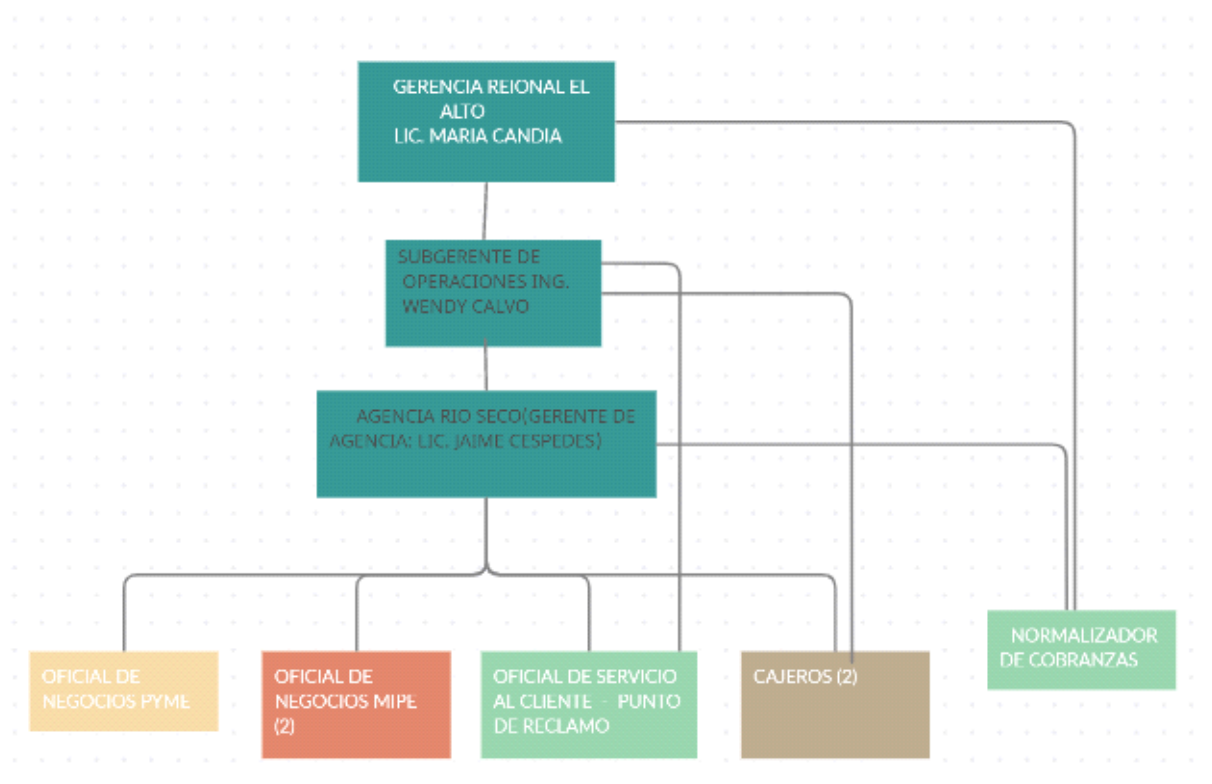 GERENCIA REIONAL EL
ALTO
LIC. MARIA CANDIA
SUBGERENTE DE
OPERACIONES ING.
WENDY CALVO
AGENCIA RIO SECO(GERENTE DE
AGENCIA: LIC. JAIME CESPEDES)
NORMALIZADOR
DE COBRANZAS
OFICIAL DE
NEGOCIOS PYME
OFICIAL DE
NEGOCIOS MIPE
(2)
OFICIAL DE SERVICIO
AL CLIENTE - PUNTO
DE RECLAMO
CAJEROS (2)